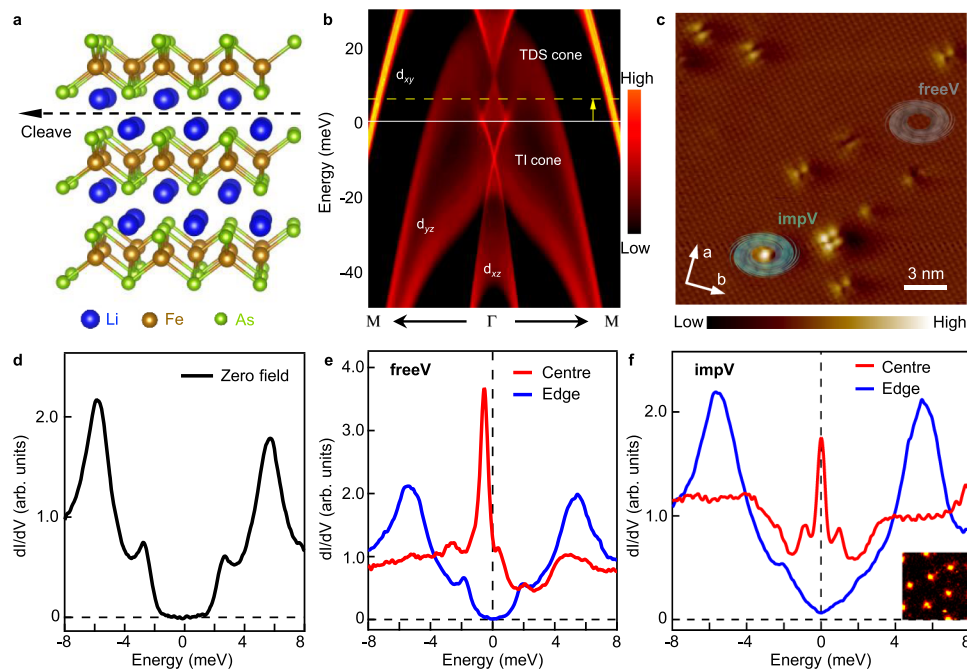 a
Cleave
Li Fe As
b
Energy (meV)
20
0
-20
-40
d_xy
TDS cone
TI cone
d_yz
d_xz
M Γ M
High
Low
c
freeV
impV
a
b
3 nm
Low High
d
Zero field
dI/dV (arb. units)
2.0
1.0
0
-8 -4 0 4 8
Energy (meV)
e
freeV
Centre
Edge
dI/dV (arb. units)
4.0
3.0
2.0
1.0
0
-8 -4 0 4 8
Energy (meV)
f
impV
Centre
Edge
dI/dV (arb. units)
2.0
1.0
0
-8 -4 0 4 8
Energy (meV)